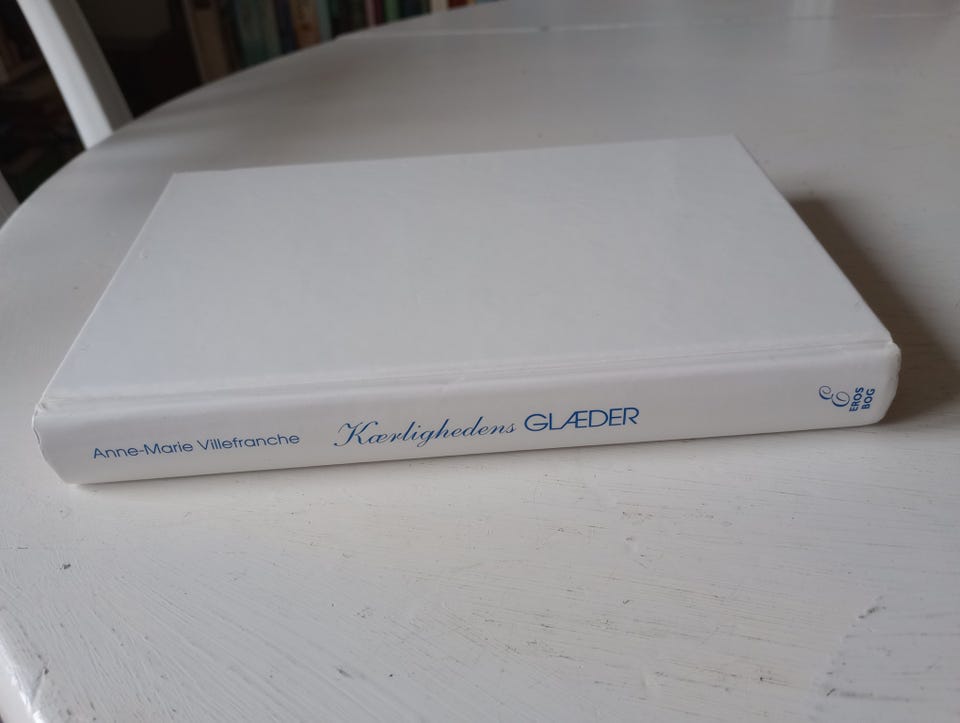 Anne-Marie Villefranche Kærlighedens GLÆDER
EROS
BOG